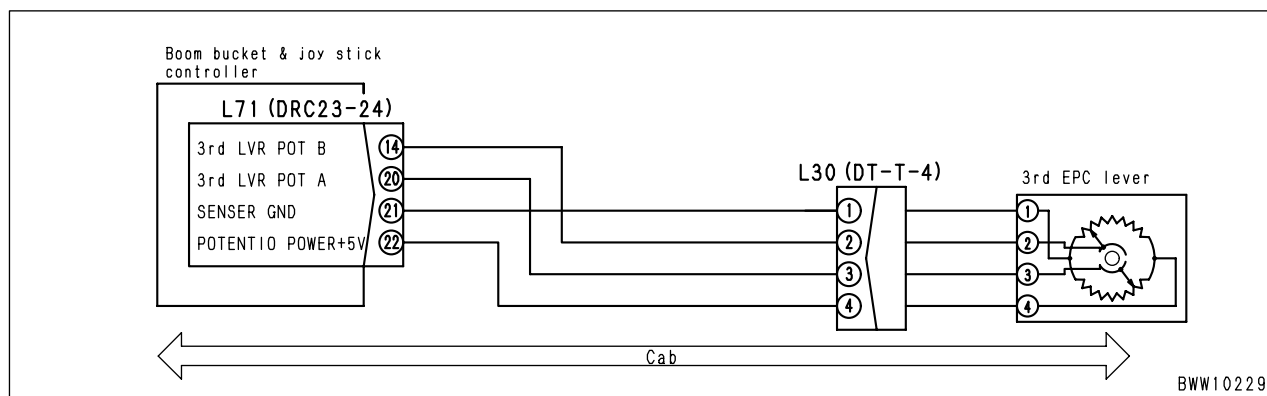 Boom bucket & joy stick
controller
L71 (DRC23-24)
3rd LVR POT B 14
3rd LVR POT A 20
SENSER GND 21
POTENTIO POWER+5V 22
L30 (DT-T-4)
1
2
3
4
3rd EPC lever
1
2
3
4
Cab
BWW10229